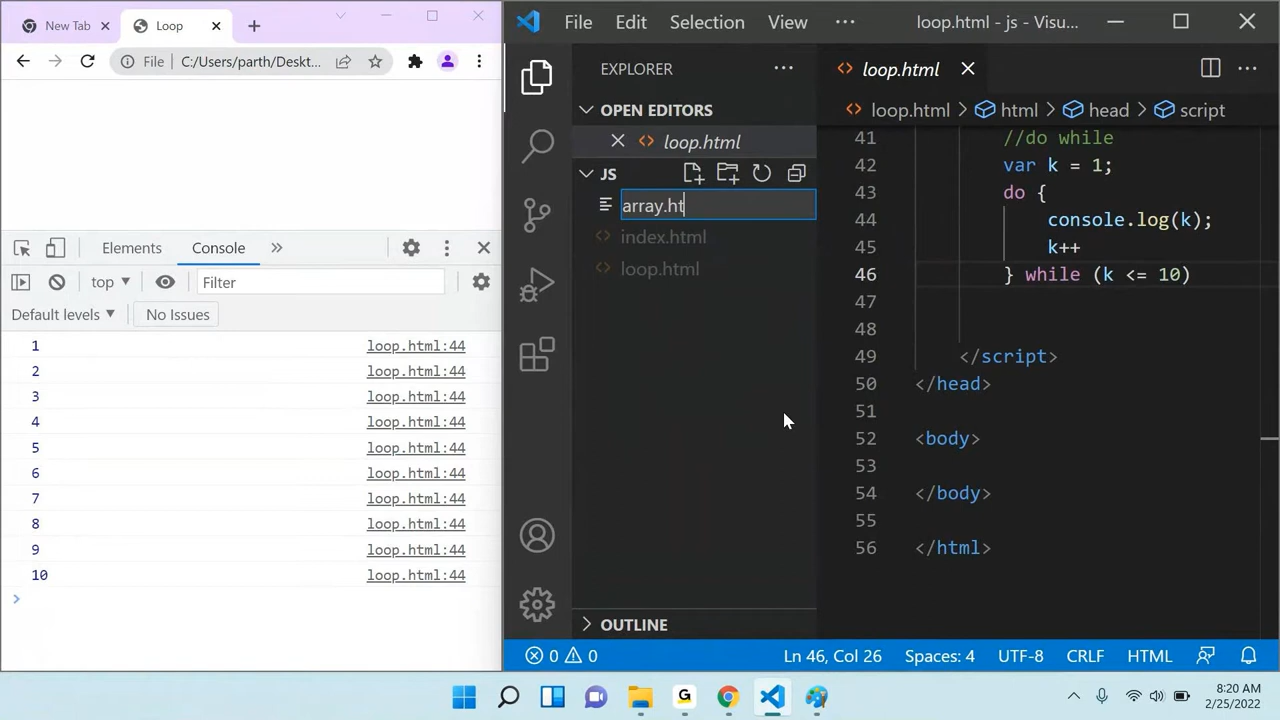 New Tab
Loop
File
C:/Users/parth/Deskt...
Elements
Console
top
Filter
Default levels
No Issues
1 loop.html:44
2 loop.html:44
3 loop.html:44
4 loop.html:44
5 loop.html:44
6 loop.html:44
7 loop.html:44
8 loop.html:44
9 loop.html:44
10 loop.html:44
File Edit Selection View ··· loop.html - js - Visu...
EXPLORER
OPEN EDITORS
loop.html
JS
array.ht
index.html
loop.html
OUTLINE
loop.html
loop.html > html > head > script
41 //do while
42 var k = 1;
43 do {
44 console.log(k);
45 k++
46 } while (k <= 10)
47
48
49 </script>
50 </head>
51
52 <body>
53
54 </body>
55
56 </html>
0 0 Ln 46, Col 26 Spaces: 4 UTF-8 CRLF HTML
G
8:20 AM
2/25/2022